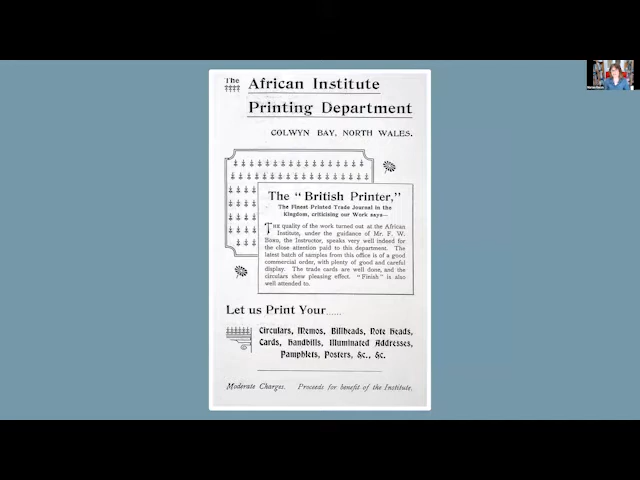 The African Institute
Printing Department
COLWYN BAY, NORTH WALES.
The "British Printer,"
The Finest Printed Trade Journal in the
Kingdom, criticising our Work says—
THE quality of the work turned out at the African
Institute, under the guidance of Mr. F. W.
BOND, the Instructor, speaks very well indeed for
the close attention paid to this department. The
latest batch of samples from this office is of a good
commercial order, with plenty of good and careful
display. The trade cards are well done, and the
circulars shew pleasing effect. "Finish" is also
well attended to.
Let us Print Your......
Circulars, Memos, Billheads, Note Heads,
Cards, Handbills, Illuminated Addresses,
Pamphlets, Posters, &c., &c.
Moderate Charges. Proceeds for benefit of the Institute.